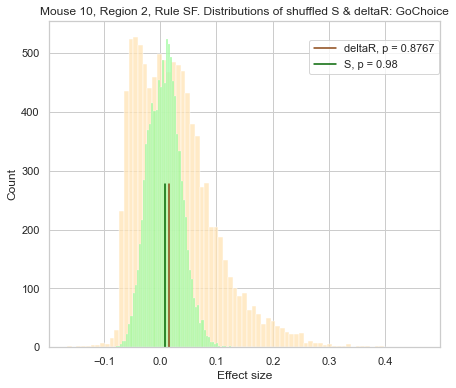 Mouse 10, Region 2, Rule SF. Distributions of shuffled S & deltaR: GoChoice
deltaR, p = 0.8767
S, p = 0.98
500
400
300
200
100
0
Count
−0.1 0.0 0.1 0.2 0.3 0.4
Effect size